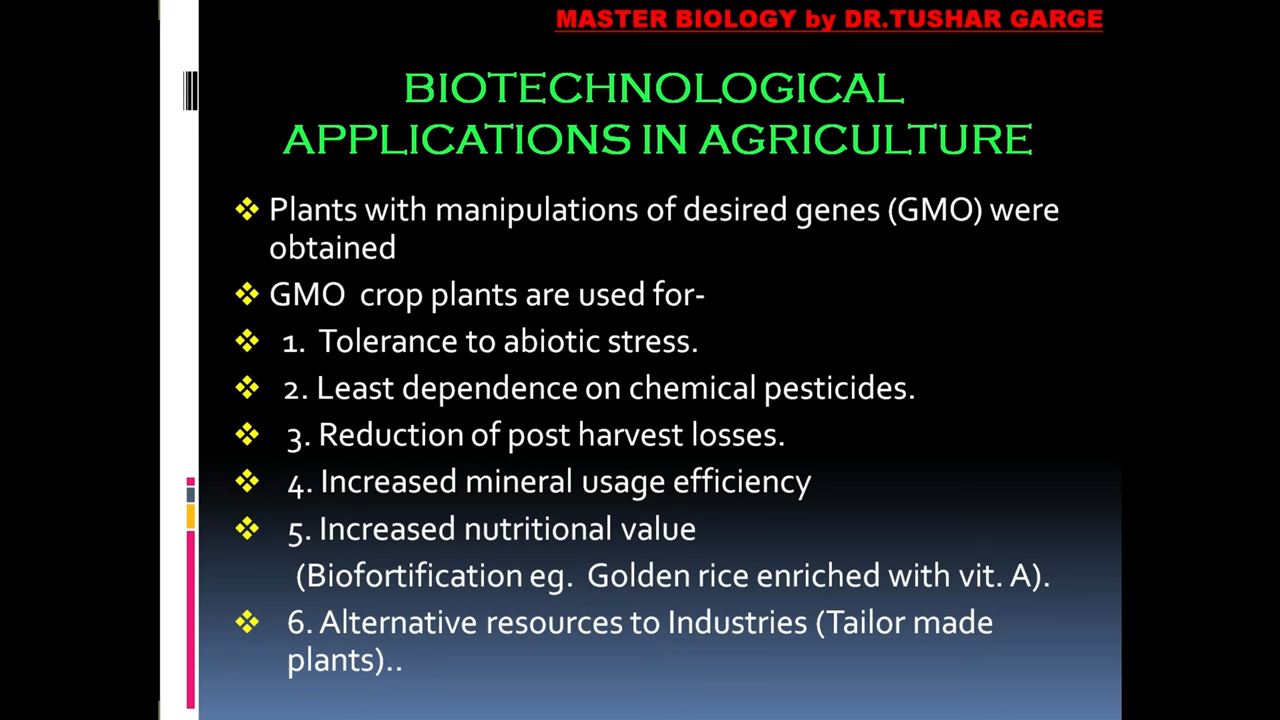 MASTER BIOLOGY by DR.TUSHAR GARGE
BIOTECHNOLOGICAL
APPLICATIONS IN AGRICULTURE
❖ Plants with manipulations of desired genes (GMO) were
obtained
❖ GMO crop plants are used for-
❖ 1. Tolerance to abiotic stress.
❖ 2. Least dependence on chemical pesticides.
❖ 3. Reduction of post harvest losses.
❖ 4. Increased mineral usage efficiency
❖ 5. Increased nutritional value
(Biofortification eg. Golden rice enriched with vit. A).
❖ 6. Alternative resources to Industries (Tailor made
plants)..